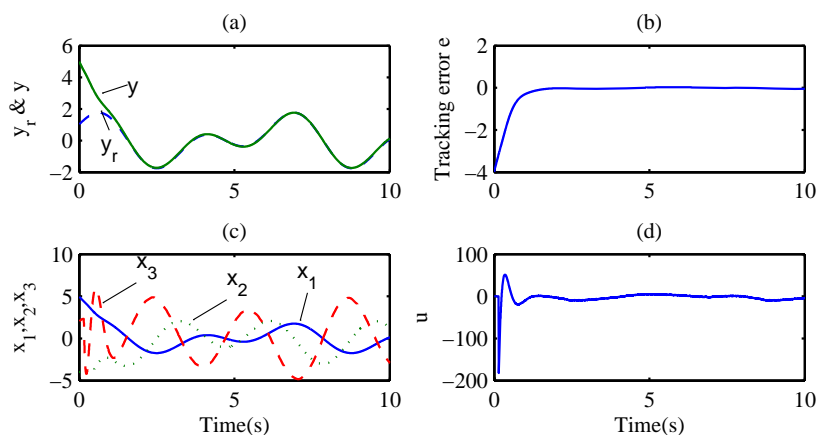 (a)
6
4
2
0
−2
0
5
10
y_r & y
y
y_r
(b)
2
0
−2
−4
0
5
10
Tracking error e
(c)
10
5
0
−5
0
5
10
x_1,x_2,x_3
x_3
x_2
x_1
Time(s)
(d)
100
0
−100
−200
0
5
10
u
Time(s)